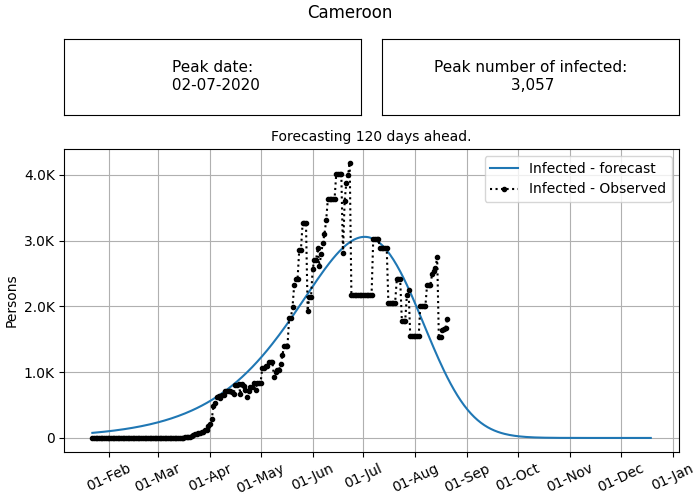 Cameroon
Peak date:
02-07-2020
Peak number of infected:
3,057
Forecasting 120 days ahead.
Infected - forecast
Infected - Observed
Persons
4.0K
3.0K
2.0K
1.0K
0
01-Feb
01-Mar
01-Apr
01-May
01-Jun
01-Jul
01-Aug
01-Sep
01-Oct
01-Nov
01-Dec
01-Jan